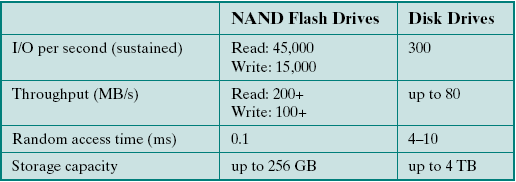 NAND Flash Drives Disk Drives
I/O per second (sustained) Read: 45,000 300
Write: 15,000
Throughput (MB/s) Read: 200+ up to 80
Write: 100+
Random access time (ms) 0.1 4–10
Storage capacity up to 256 GB up to 4 TB